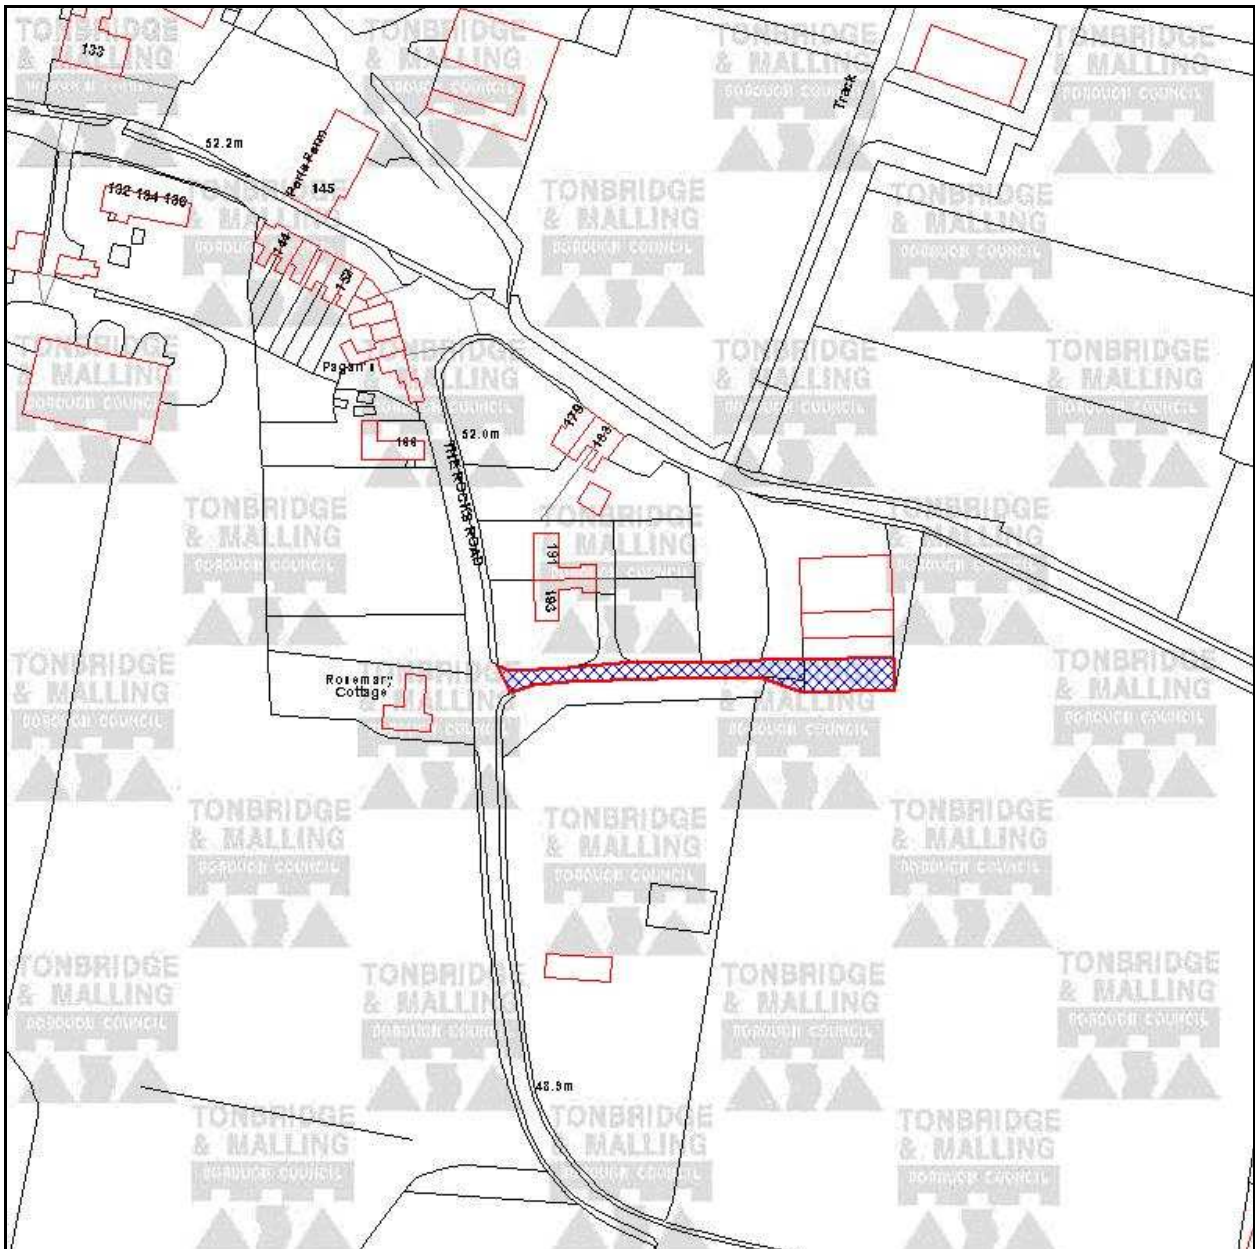 TONBRIDGE
& MALLING
BOROUGH COUNCIL
133
52.2m
Track
145
132 134 136
144
152
Pagan's
166
52.0m
THE ROCKS ROAD
179
183
191
193
Rosemary
Cottage
48.9m